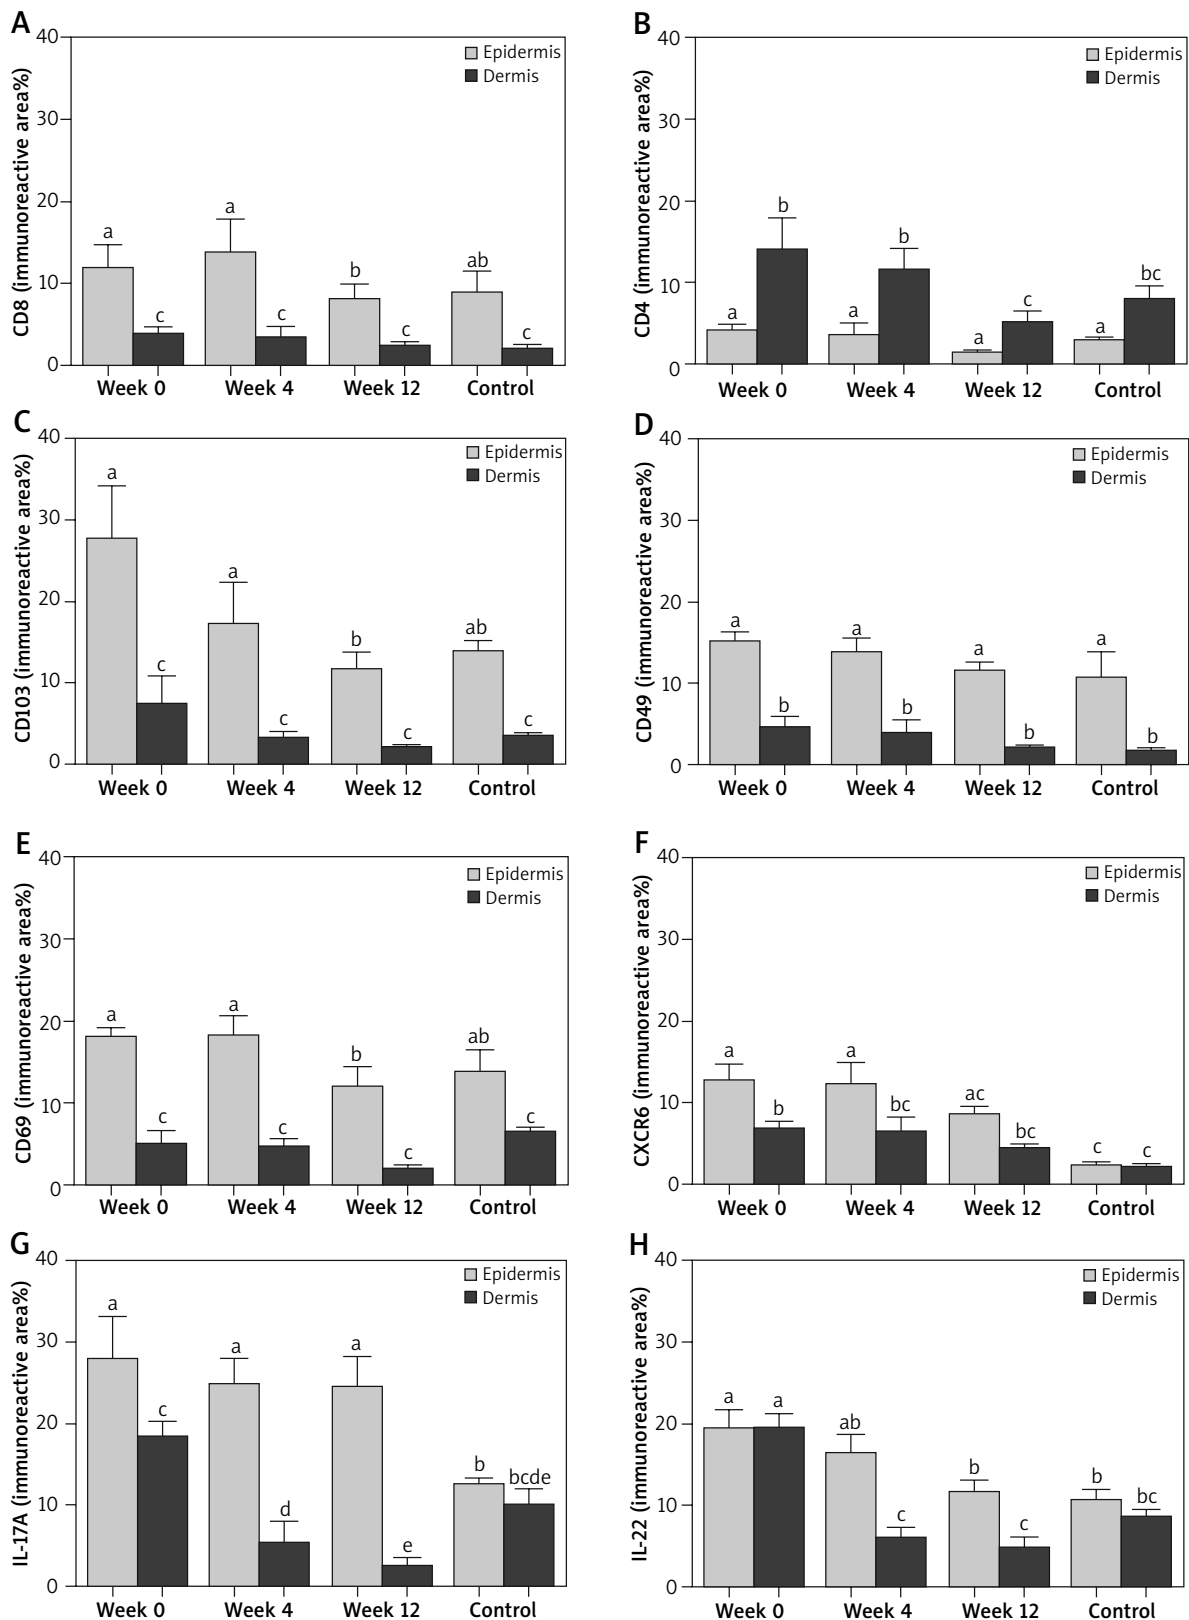 A
CD8 (immunoreactive area%)
40
30
20
10
0
Epidermis
Dermis
a
c
a
c
b
c
ab
c
Week 0 Week 4 Week 12 Control
B
CD4 (immunoreactive area%)
40
30
20
10
0
Epidermis
Dermis
a
b
a
b
a
c
a
bc
Week 0 Week 4 Week 12 Control
C
CD103 (immunoreactive area%)
40
30
20
10
0
Epidermis
Dermis
a
c
a
c
b
c
ab
c
Week 0 Week 4 Week 12 Control
D
CD49 (immunoreactive area%)
40
30
20
10
0
Epidermis
Dermis
a
b
a
b
a
b
a
b
Week 0 Week 4 Week 12 Control
E
CD69 (immunoreactive area%)
40
30
20
10
0
Epidermis
Dermis
a
c
a
c
b
c
ab
c
Week 0 Week 4 Week 12 Control
F
CXCR6 (immunoreactive area%)
40
30
20
10
0
Epidermis
Dermis
a
b
a
bc
ac
bc
c
c
Week 0 Week 4 Week 12 Control
G
IL-17A (immunoreactive area%)
40
30
20
10
0
Epidermis
Dermis
a
c
a
d
a
e
b
bcde
Week 0 Week 4 Week 12 Control
H
IL-22 (immunoreactive area%)
40
30
20
10
0
Epidermis
Dermis
a
a
ab
c
b
c
b
bc
Week 0 Week 4 Week 12 Control